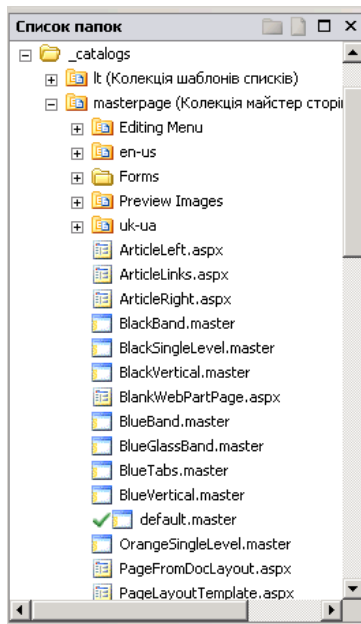 Список папок
_catalogs
lt (Колекція шаблонів списків)
masterpage (Колекція майстер сторі
Editing Menu
en-us
Forms
Preview Images
uk-ua
ArticleLeft.aspx
ArticleLinks.aspx
ArticleRight.aspx
BlackBand.master
BlackSingleLevel.master
BlackVertical.master
BlankWebPartPage.aspx
BlueBand.master
BlueGlassBand.master
BlueTabs.master
BlueVertical.master
default.master
OrangeSingleLevel.master
PageFromDocLayout.aspx
PageLayoutTemplate.aspx